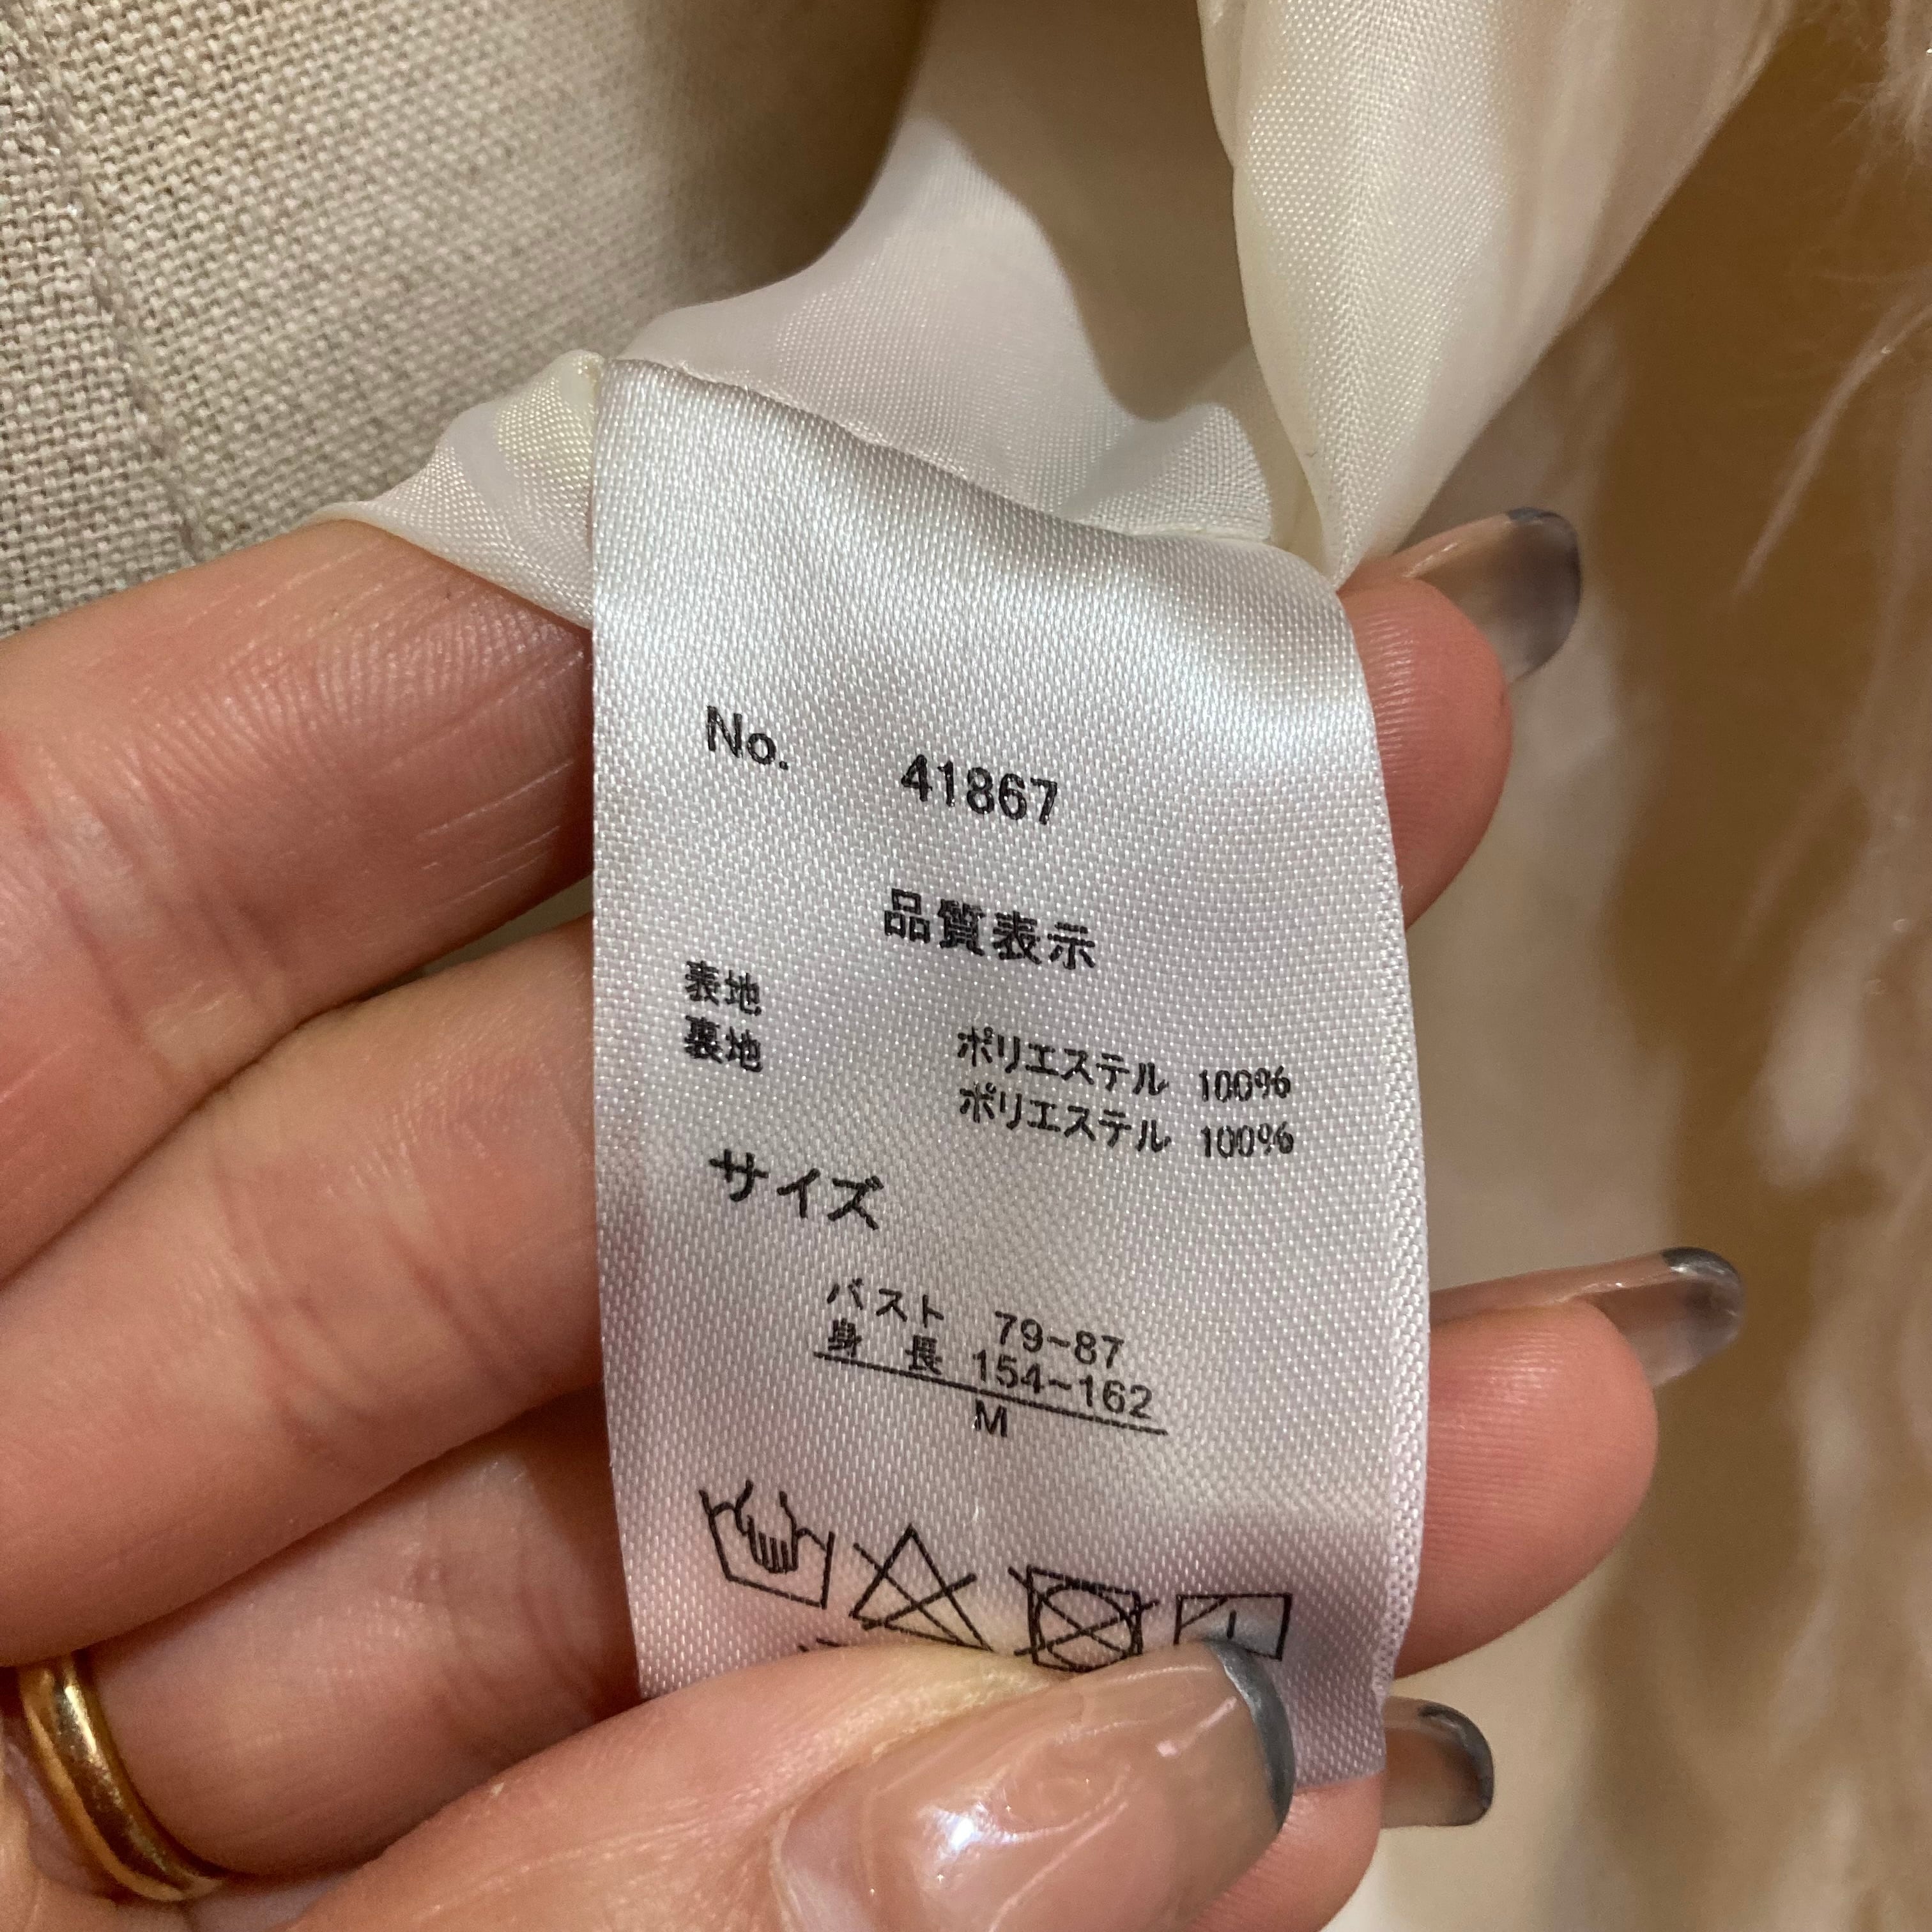 No. 41867
品質表示
表地 ポリエステル 100%
裏地 ポリエステル 100%
サイズ
バスト 79~87
身長 154~162
M